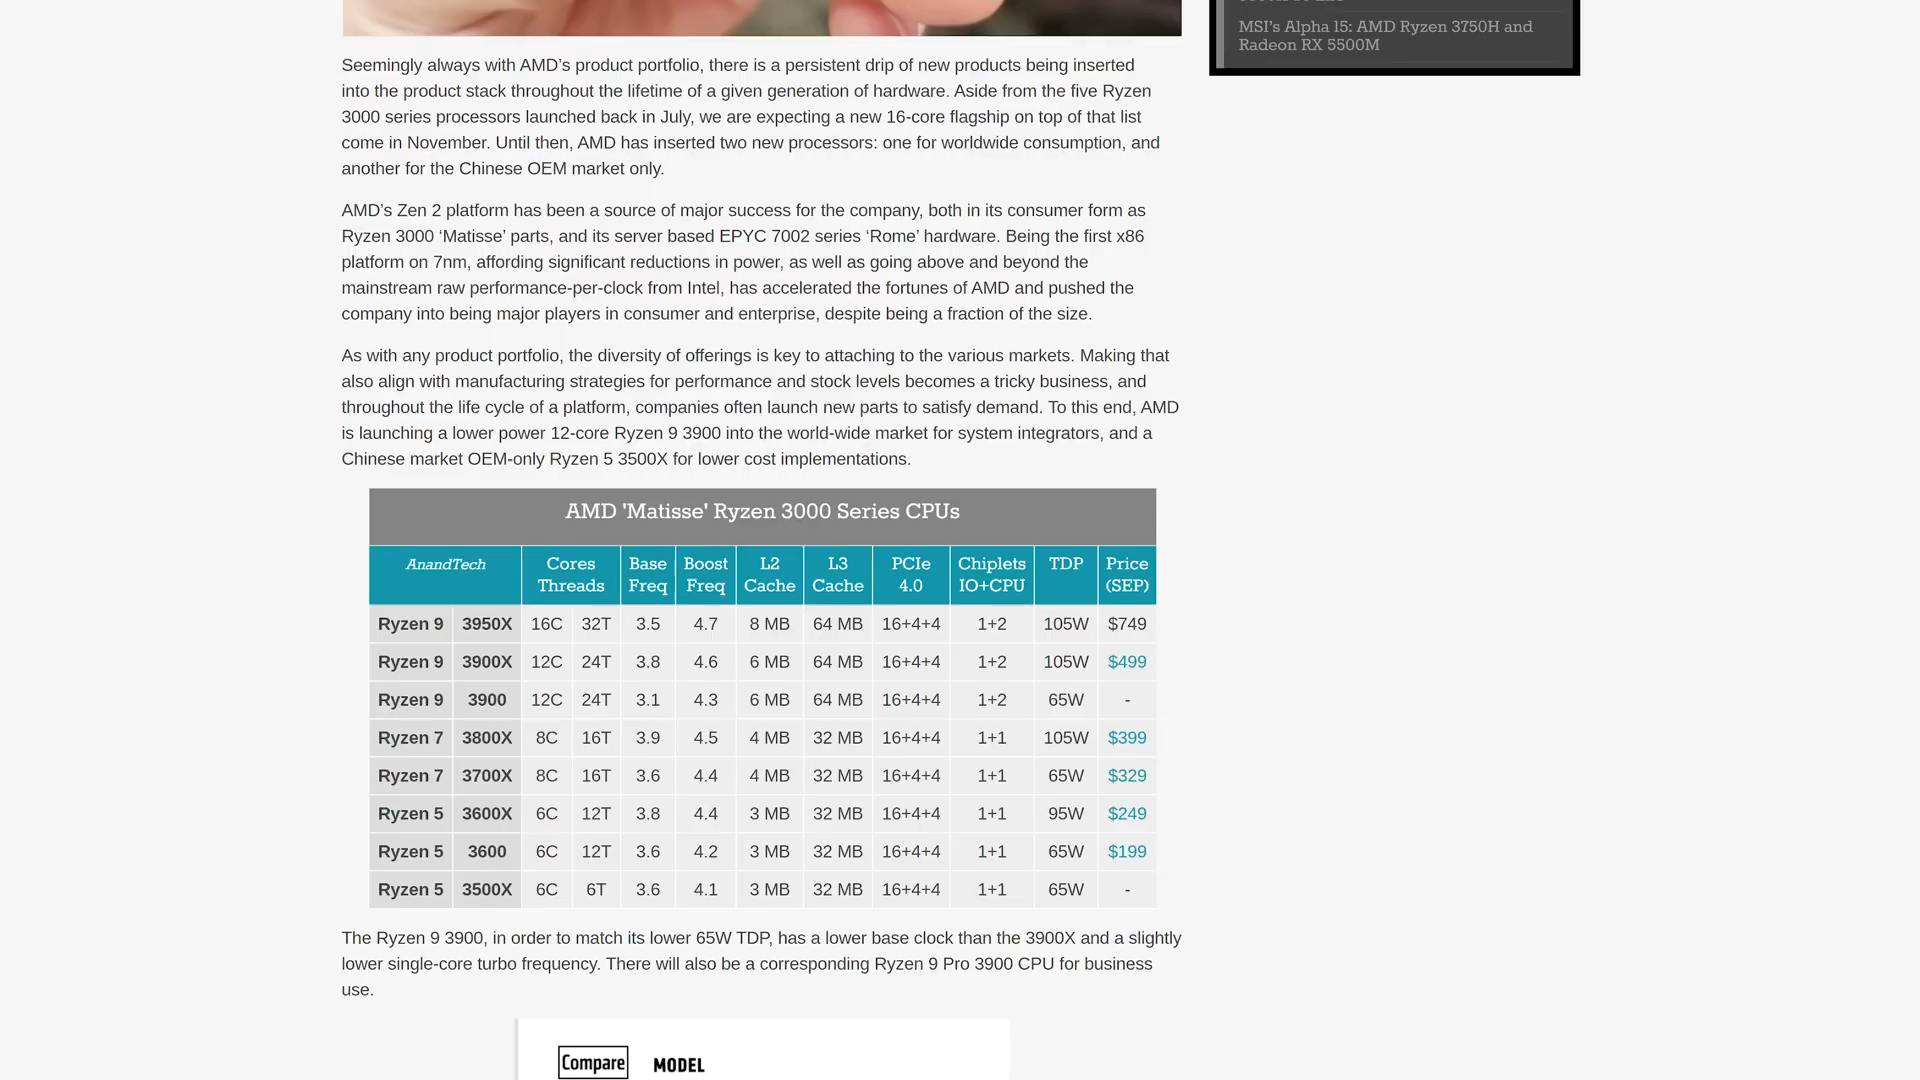 MSI’s Alpha 15: AMD Ryzen 3750H and
Radeon RX 5500M
Seemingly always with AMD’s product portfolio, there is a persistent drip of new products being inserted
into the product stack throughout the lifetime of a given generation of hardware. Aside from the five Ryzen
3000 series processors launched back in July, we are expecting a new 16-core flagship on top of that list
come in November. Until then, AMD has inserted two new processors: one for worldwide consumption, and
another for the Chinese OEM market only.
AMD’s Zen 2 platform has been a source of major success for the company, both in its consumer form as
Ryzen 3000 ‘Matisse’ parts, and its server based EPYC 7002 series ‘Rome’ hardware. Being the first x86
platform on 7nm, affording significant reductions in power, as well as going above and beyond the
mainstream raw performance-per-clock from Intel, has accelerated the fortunes of AMD and pushed the
company into being major players in consumer and enterprise, despite being a fraction of the size.
As with any product portfolio, the diversity of offerings is key to attaching to the various markets. Making that
also align with manufacturing strategies for performance and stock levels becomes a tricky business, and
throughout the life cycle of a platform, companies often launch new parts to satisfy demand. To this end, AMD
is launching a lower power 12-core Ryzen 9 3900 into the world-wide market for system integrators, and a
Chinese market OEM-only Ryzen 5 3500X for lower cost implementations.
AMD 'Matisse' Ryzen 3000 Series CPUs
AnandTech Cores Base Boost L2 L3 PCIe Chiplets TDP Price
Threads Freq Freq Cache Cache 4.0 IO+CPU (SEP)
Ryzen 9 3950X 16C 32T 3.5 4.7 8 MB 64 MB 16+4+4 1+2 105W $749
Ryzen 9 3900X 12C 24T 3.8 4.6 6 MB 64 MB 16+4+4 1+2 105W $499
Ryzen 9 3900 12C 24T 3.1 4.3 6 MB 64 MB 16+4+4 1+2 65W -
Ryzen 7 3800X 8C 16T 3.9 4.5 4 MB 32 MB 16+4+4 1+1 105W $399
Ryzen 7 3700X 8C 16T 3.6 4.4 4 MB 32 MB 16+4+4 1+1 65W $329
Ryzen 5 3600X 6C 12T 3.8 4.4 3 MB 32 MB 16+4+4 1+1 95W $249
Ryzen 5 3600 6C 12T 3.6 4.2 3 MB 32 MB 16+4+4 1+1 65W $199
Ryzen 5 3500X 6C 6T 3.6 4.1 3 MB 32 MB 16+4+4 1+1 65W -
The Ryzen 9 3900, in order to match its lower 65W TDP, has a lower base clock than the 3900X and a slightly
lower single-core turbo frequency. There will also be a corresponding Ryzen 9 Pro 3900 CPU for business
use.
Compare MODEL